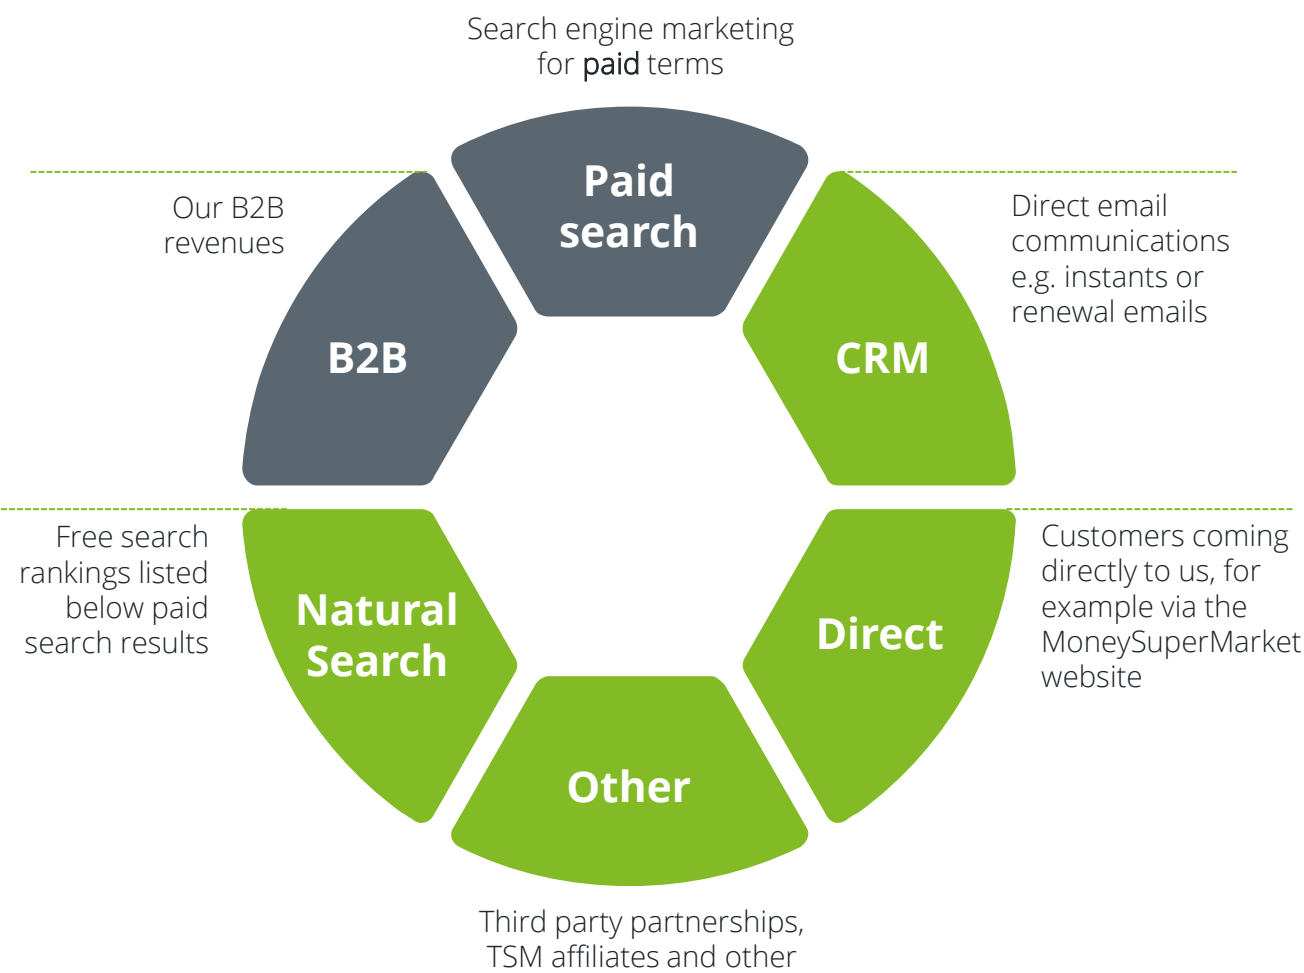 Search engine marketing
for paid terms
Paid
search
Our B2B
revenues
Direct email
communications
e.g. instants or
renewal emails
B2B
CRM
Free search
rankings listed
below paid
search results
Natural
Search
Direct
Customers coming
directly to us, for
example via the
MoneySuperMarket
website
Other
Third party partnerships,
TSM affiliates and other